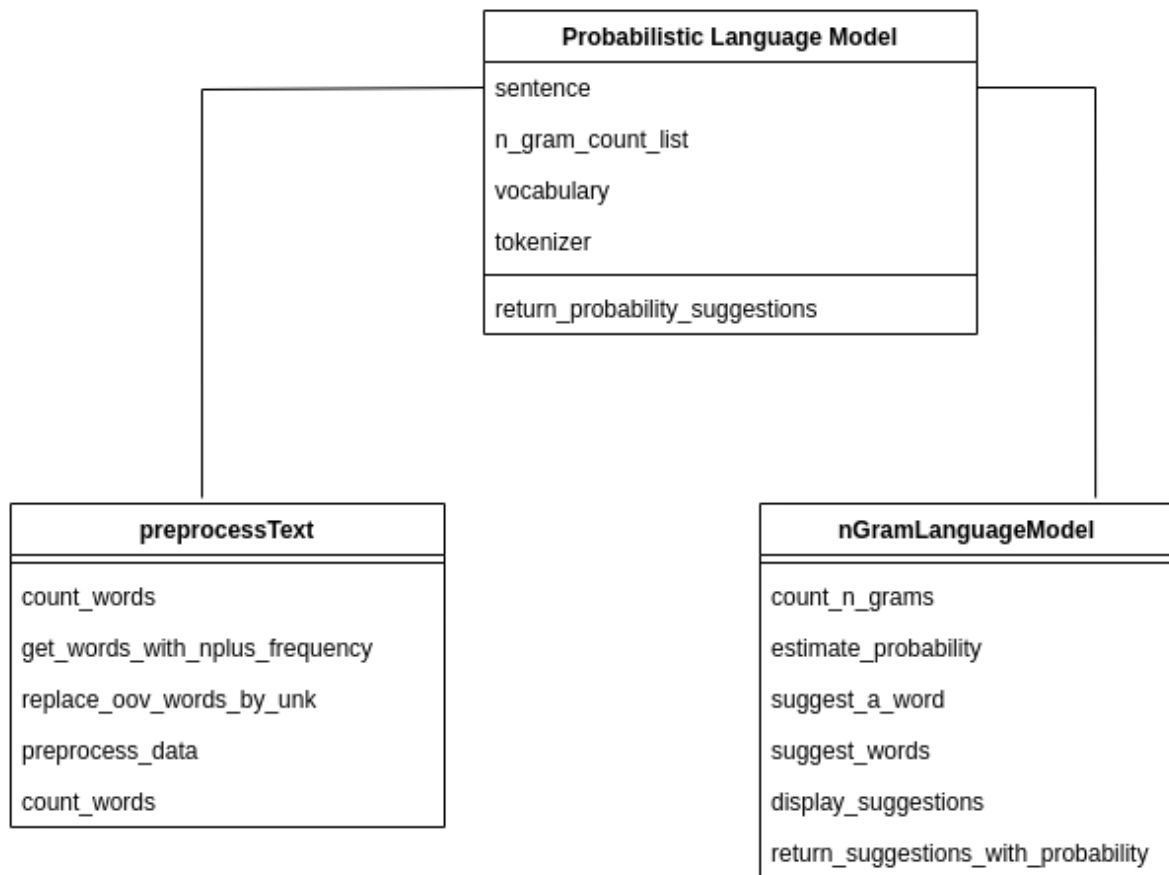 Probabilistic Language Model
sentence
n_gram_count_list
vocabulary
tokenizer
return_probability_suggestions
preprocessText
count_words
get_words_with_nplus_frequency
replace_oov_words_by_unk
preprocess_data
count_words
nGramLanguageModel
count_n_grams
estimate_probability
suggest_a_word
suggest_words
display_suggestions
return_suggestions_with_probability